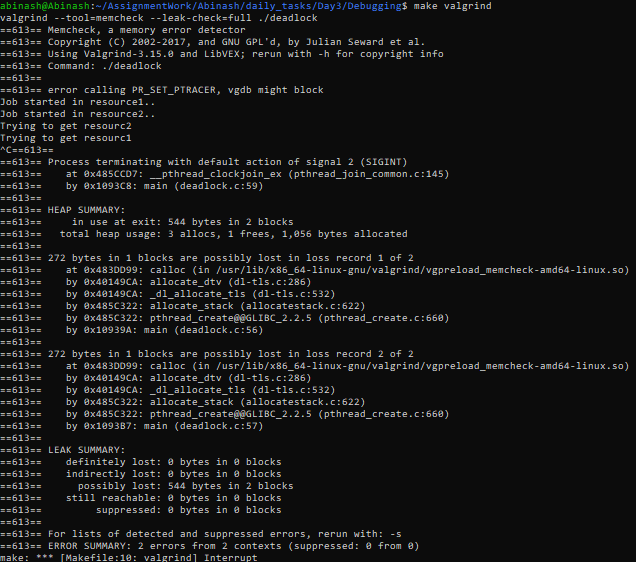 abinash@Abinash:~/AssignmentWork/Abinash/daily_tasks/Day3/Debugging$ make valgrind
valgrind --tool=memcheck --leak-check=full ./deadlock
==613== Memcheck, a memory error detector
==613== Copyright (C) 2002-2017, and GNU GPL'd, by Julian Seward et al.
==613== Using Valgrind-3.15.0 and LibVEX; rerun with -h for copyright info
==613== Command: ./deadlock
==613==
==613== error calling PR_SET_PTRACER, vgdb might block
Job started in resource1..
Job started in resource2..
Trying to get resourc2
Trying to get resourc1
^C==613==
==613== Process terminating with default action of signal 2 (SIGINT)
==613==    at 0x485CCD7: __pthread_clockjoin_ex (pthread_join_common.c:145)
==613==    by 0x1093C8: main (deadlock.c:59)
==613==
==613== HEAP SUMMARY:
==613==     in use at exit: 544 bytes in 2 blocks
==613==   total heap usage: 3 allocs, 1 frees, 1,056 bytes allocated
==613==
==613== 272 bytes in 1 blocks are possibly lost in loss record 1 of 2
==613==    at 0x483DD99: calloc (in /usr/lib/x86_64-linux-gnu/valgrind/vgpreload_memcheck-amd64-linux.so)
==613==    by 0x40149CA: allocate_dtv (dl-tls.c:286)
==613==    by 0x40149CA: _dl_allocate_tls (dl-tls.c:532)
==613==    by 0x485C322: allocate_stack (allocatestack.c:622)
==613==    by 0x485C322: pthread_create@@GLIBC_2.2.5 (pthread_create.c:660)
==613==    by 0x10939A: main (deadlock.c:56)
==613==
==613== 272 bytes in 1 blocks are possibly lost in loss record 2 of 2
==613==    at 0x483DD99: calloc (in /usr/lib/x86_64-linux-gnu/valgrind/vgpreload_memcheck-amd64-linux.so)
==613==    by 0x40149CA: allocate_dtv (dl-tls.c:286)
==613==    by 0x40149CA: _dl_allocate_tls (dl-tls.c:532)
==613==    by 0x485C322: allocate_stack (allocatestack.c:622)
==613==    by 0x485C322: pthread_create@@GLIBC_2.2.5 (pthread_create.c:660)
==613==    by 0x1093B7: main (deadlock.c:57)
==613==
==613== LEAK SUMMARY:
==613==    definitely lost: 0 bytes in 0 blocks
==613==    indirectly lost: 0 bytes in 0 blocks
==613==      possibly lost: 544 bytes in 2 blocks
==613==    still reachable: 0 bytes in 0 blocks
==613==         suppressed: 0 bytes in 0 blocks
==613==
==613== For lists of detected and suppressed errors, rerun with: -s
==613== ERROR SUMMARY: 2 errors from 2 contexts (suppressed: 0 from 0)
make: *** [Makefile:10: valgrind] Interrupt